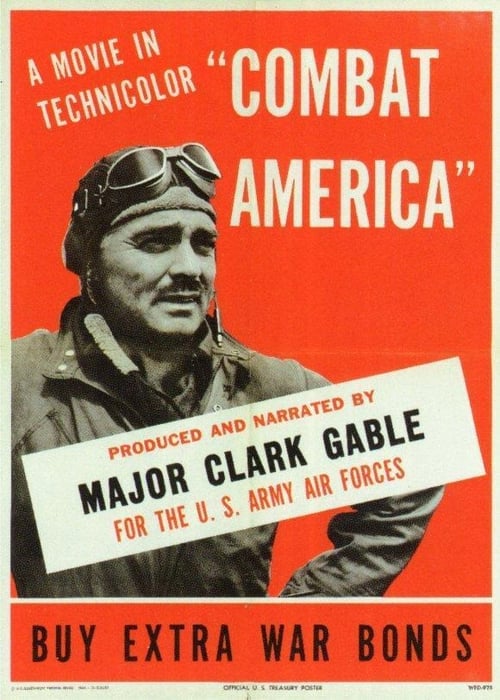 A MOVIE IN
TECHNICOLOR
“COMBAT
AMERICA”
PRODUCED AND NARRATED BY
MAJOR CLARK GABLE
FOR THE U. S. ARMY AIR FORCES
BUY EXTRA WAR BONDS
OFFICIAL U. S. TREASURY POSTER